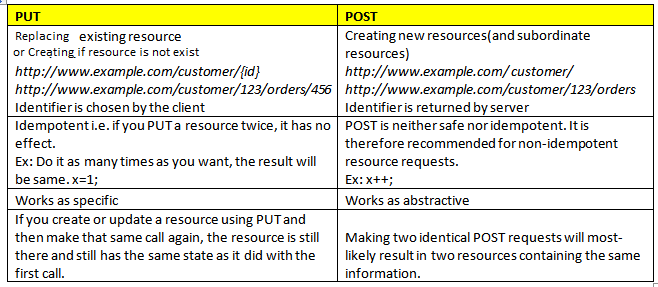 PUT
POST
Replacing existing resource
or Creating if resource is not exist
http://www.example.com/customer/{id}
http://www.example.com/customer/123/orders/456
Identifier is chosen by the client
Creating new resources(and subordinate
resources)
http://www.example.com/ customer/
http://www.example.com/customer/123/orders
Identifier is returned by server
Idempotent i.e. if you PUT a resource twice, it has no
effect.
Ex: Do it as many times as you want, the result will
be same. x=1;
POST is neither safe nor idempotent. It is
therefore recommended for non-idempotent
resource requests.
Ex: x++;
Works as specific
Works as abstractive
If you create or update a resource using PUT and
then make that same call again, the resource is still
there and still has the same state as it did with the
first call.
Making two identical POST requests will most-
likely result in two resources containing the same
information.